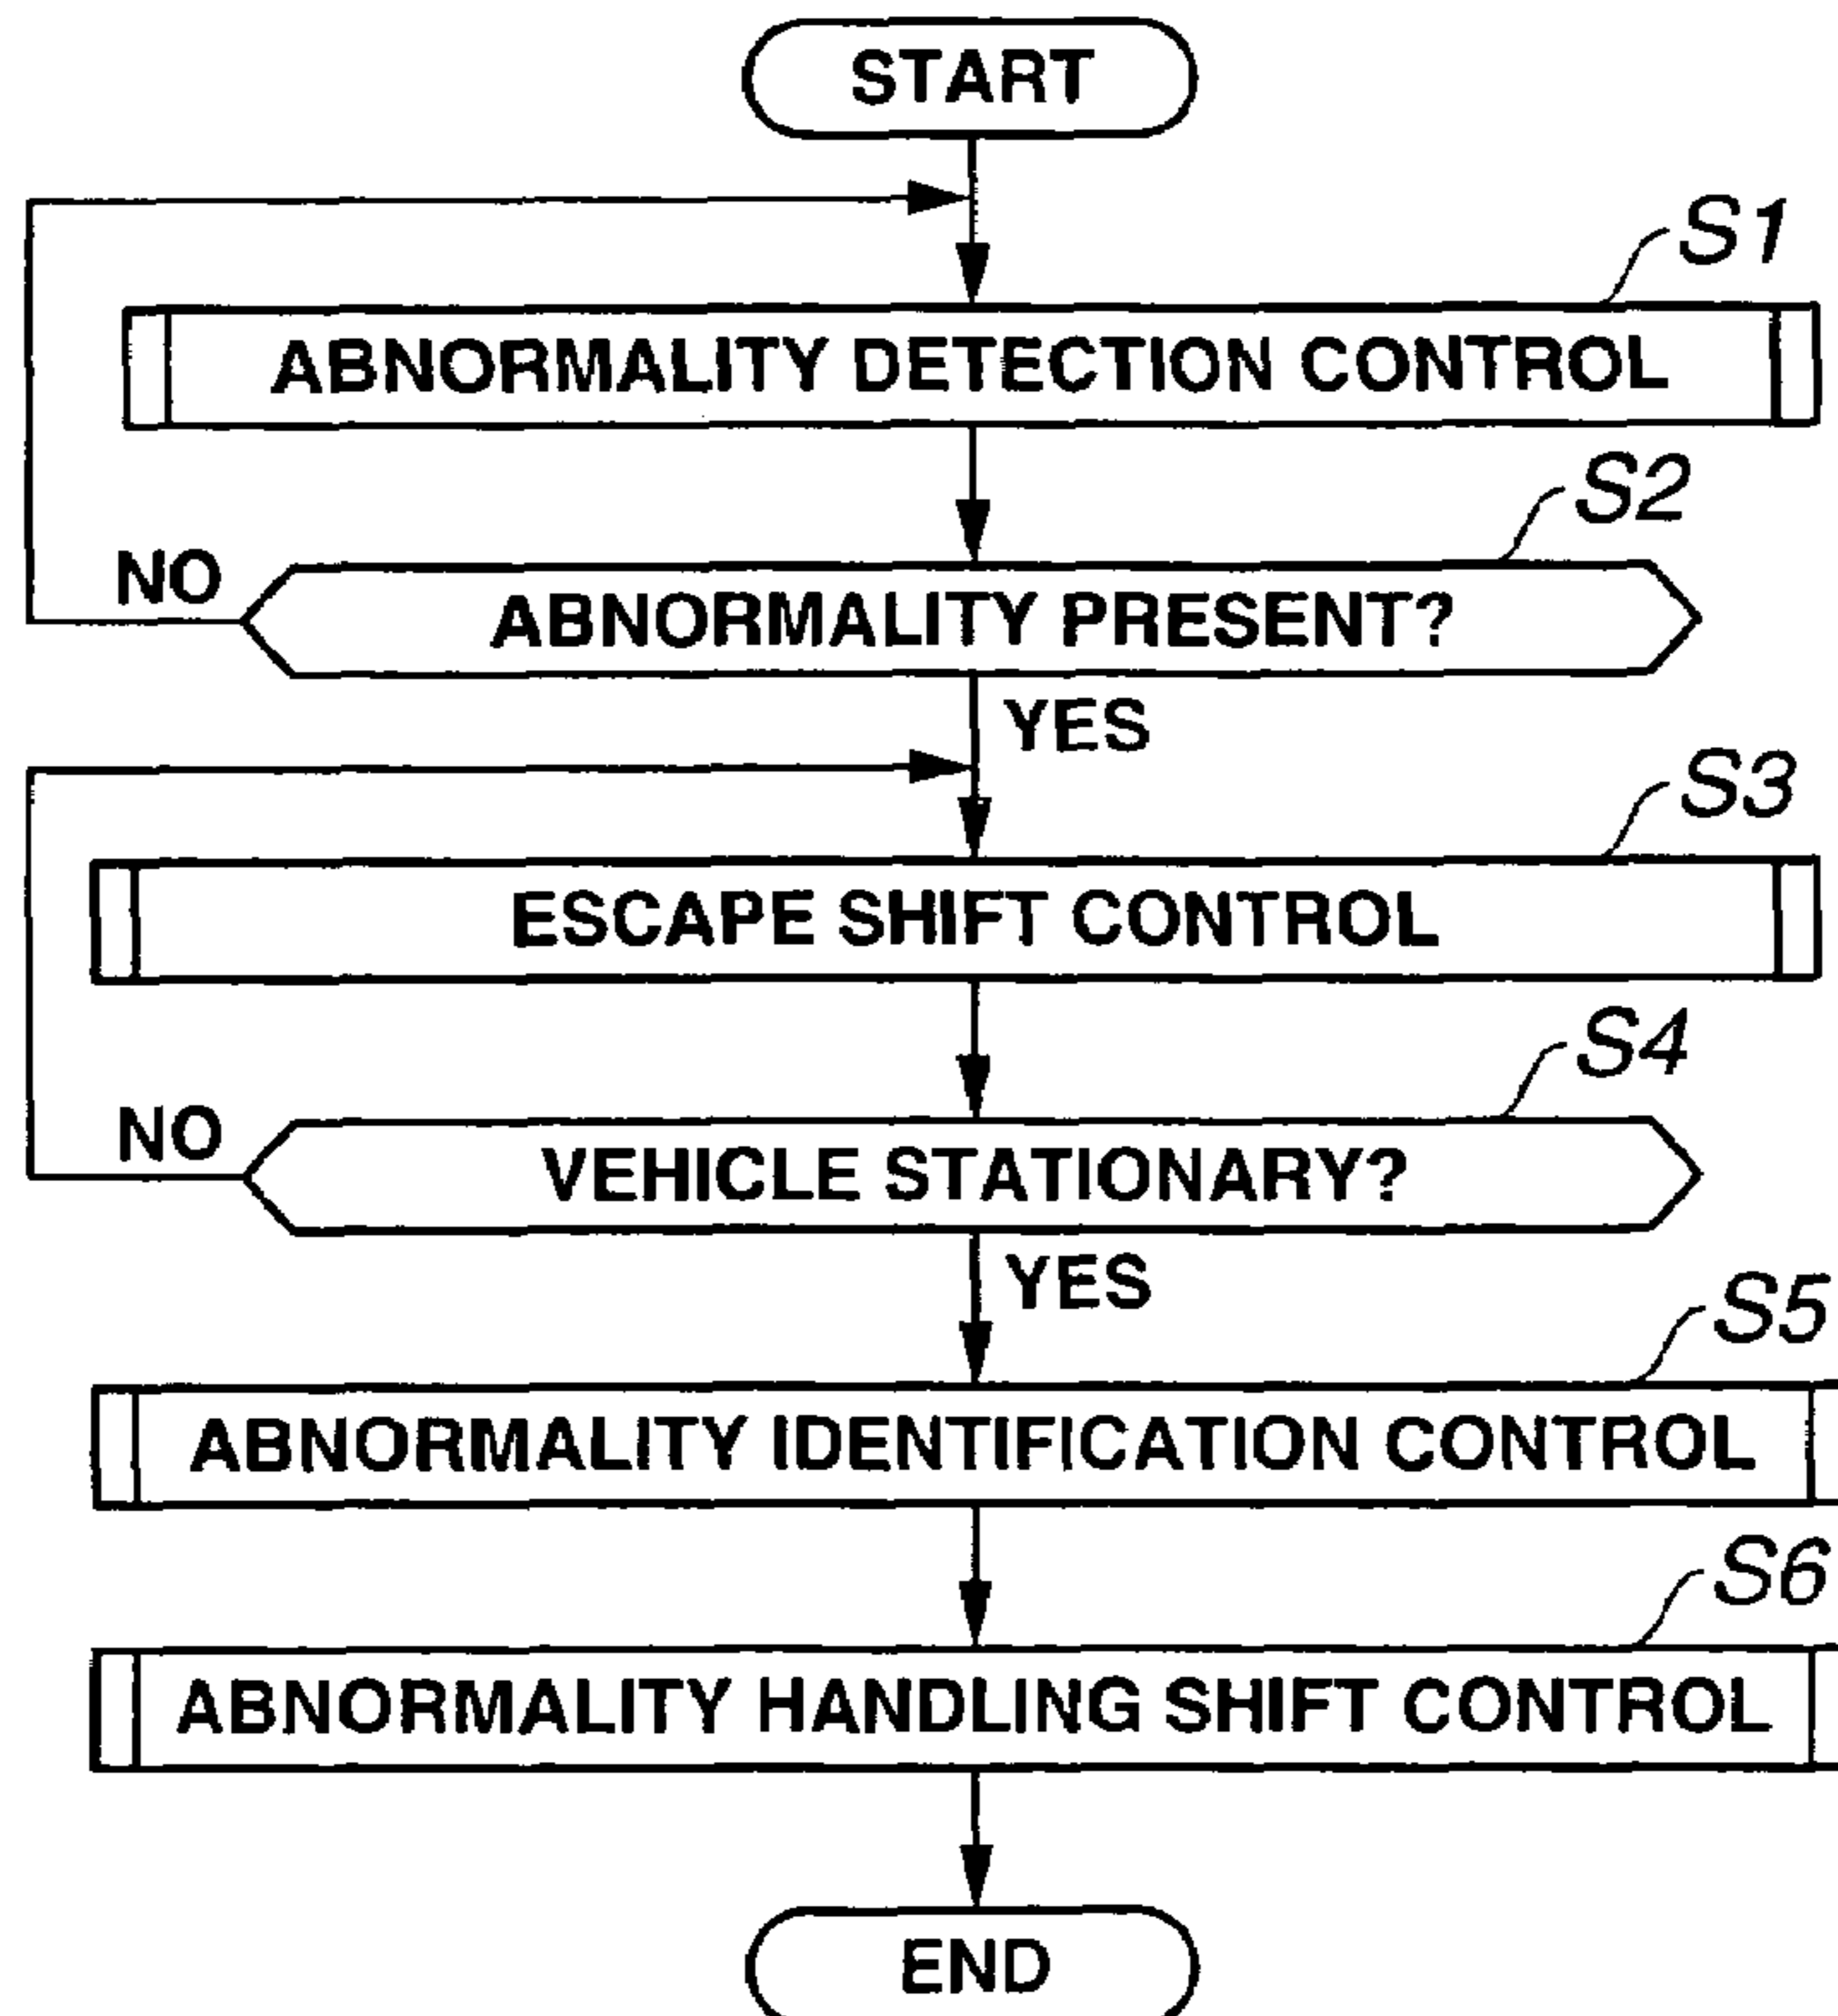 START
S1
ABNORMALITY DETECTION CONTROL
S2
NO
ABNORMALITY PRESENT?
YES
S3
ESCAPE SHIFT CONTROL
S4
NO
VEHICLE STATIONARY?
YES
S5
ABNORMALITY IDENTIFICATION CONTROL
S6
ABNORMALITY HANDLING SHIFT CONTROL
END